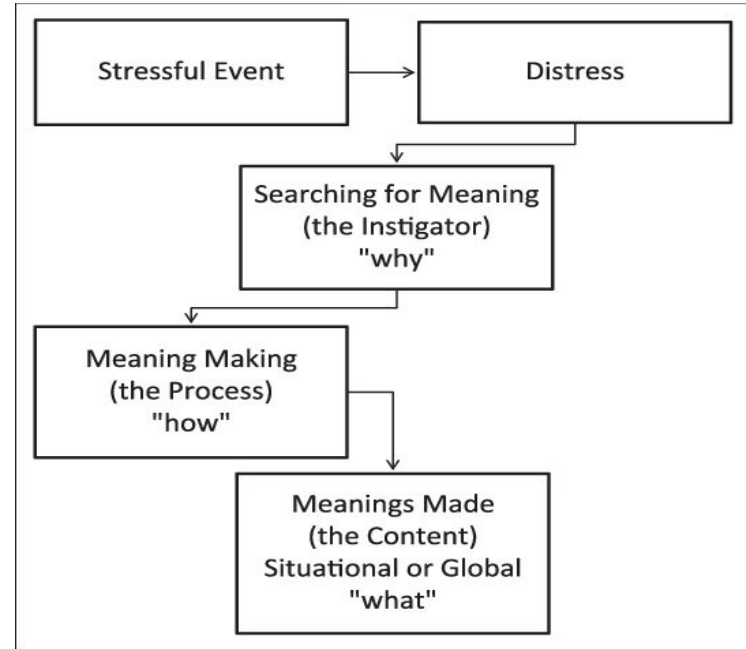 Stressful Event
Distress
Searching for Meaning
(the Instigator)
"why"
Meaning Making
(the Process)
"how"
Meanings Made
(the Content)
Situational or Global
"what"